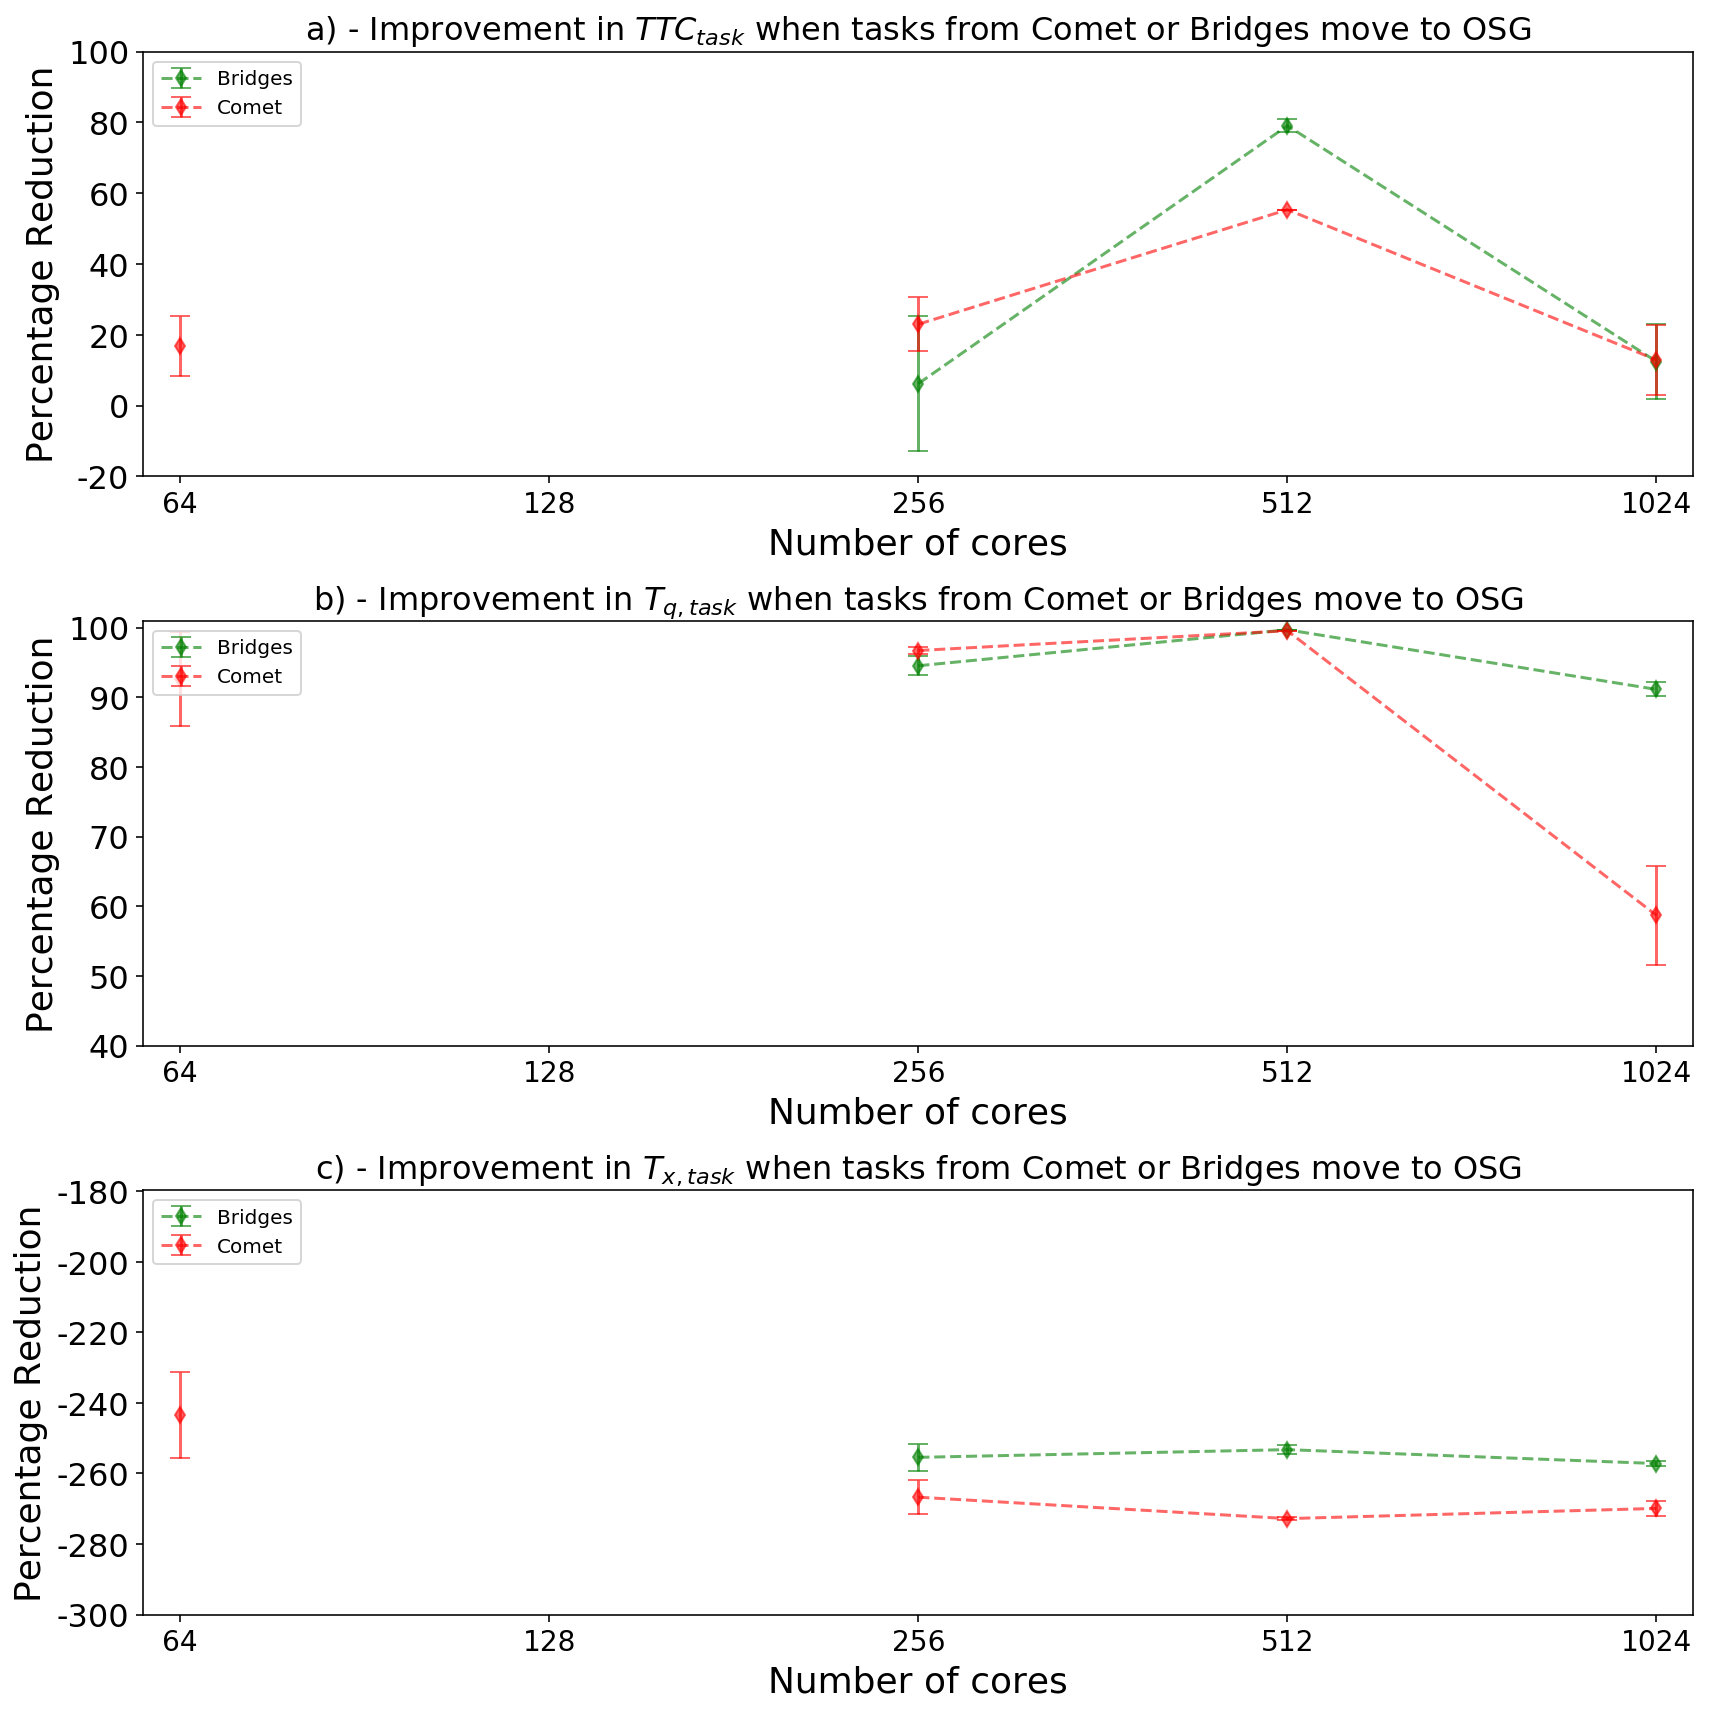 a) - Improvement in TTC_task when tasks from Comet or Bridges move to OSG
Percentage Reduction
100
80
60
40
20
0
-20
Bridges
Comet
64 128 256 512 1024
Number of cores
b) - Improvement in T_q,task when tasks from Comet or Bridges move to OSG
Percentage Reduction
100
90
80
70
60
50
40
Bridges
Comet
64 128 256 512 1024
Number of cores
c) - Improvement in T_x,task when tasks from Comet or Bridges move to OSG
Percentage Reduction
-180
-200
-220
-240
-260
-280
-300
Bridges
Comet
64 128 256 512 1024
Number of cores